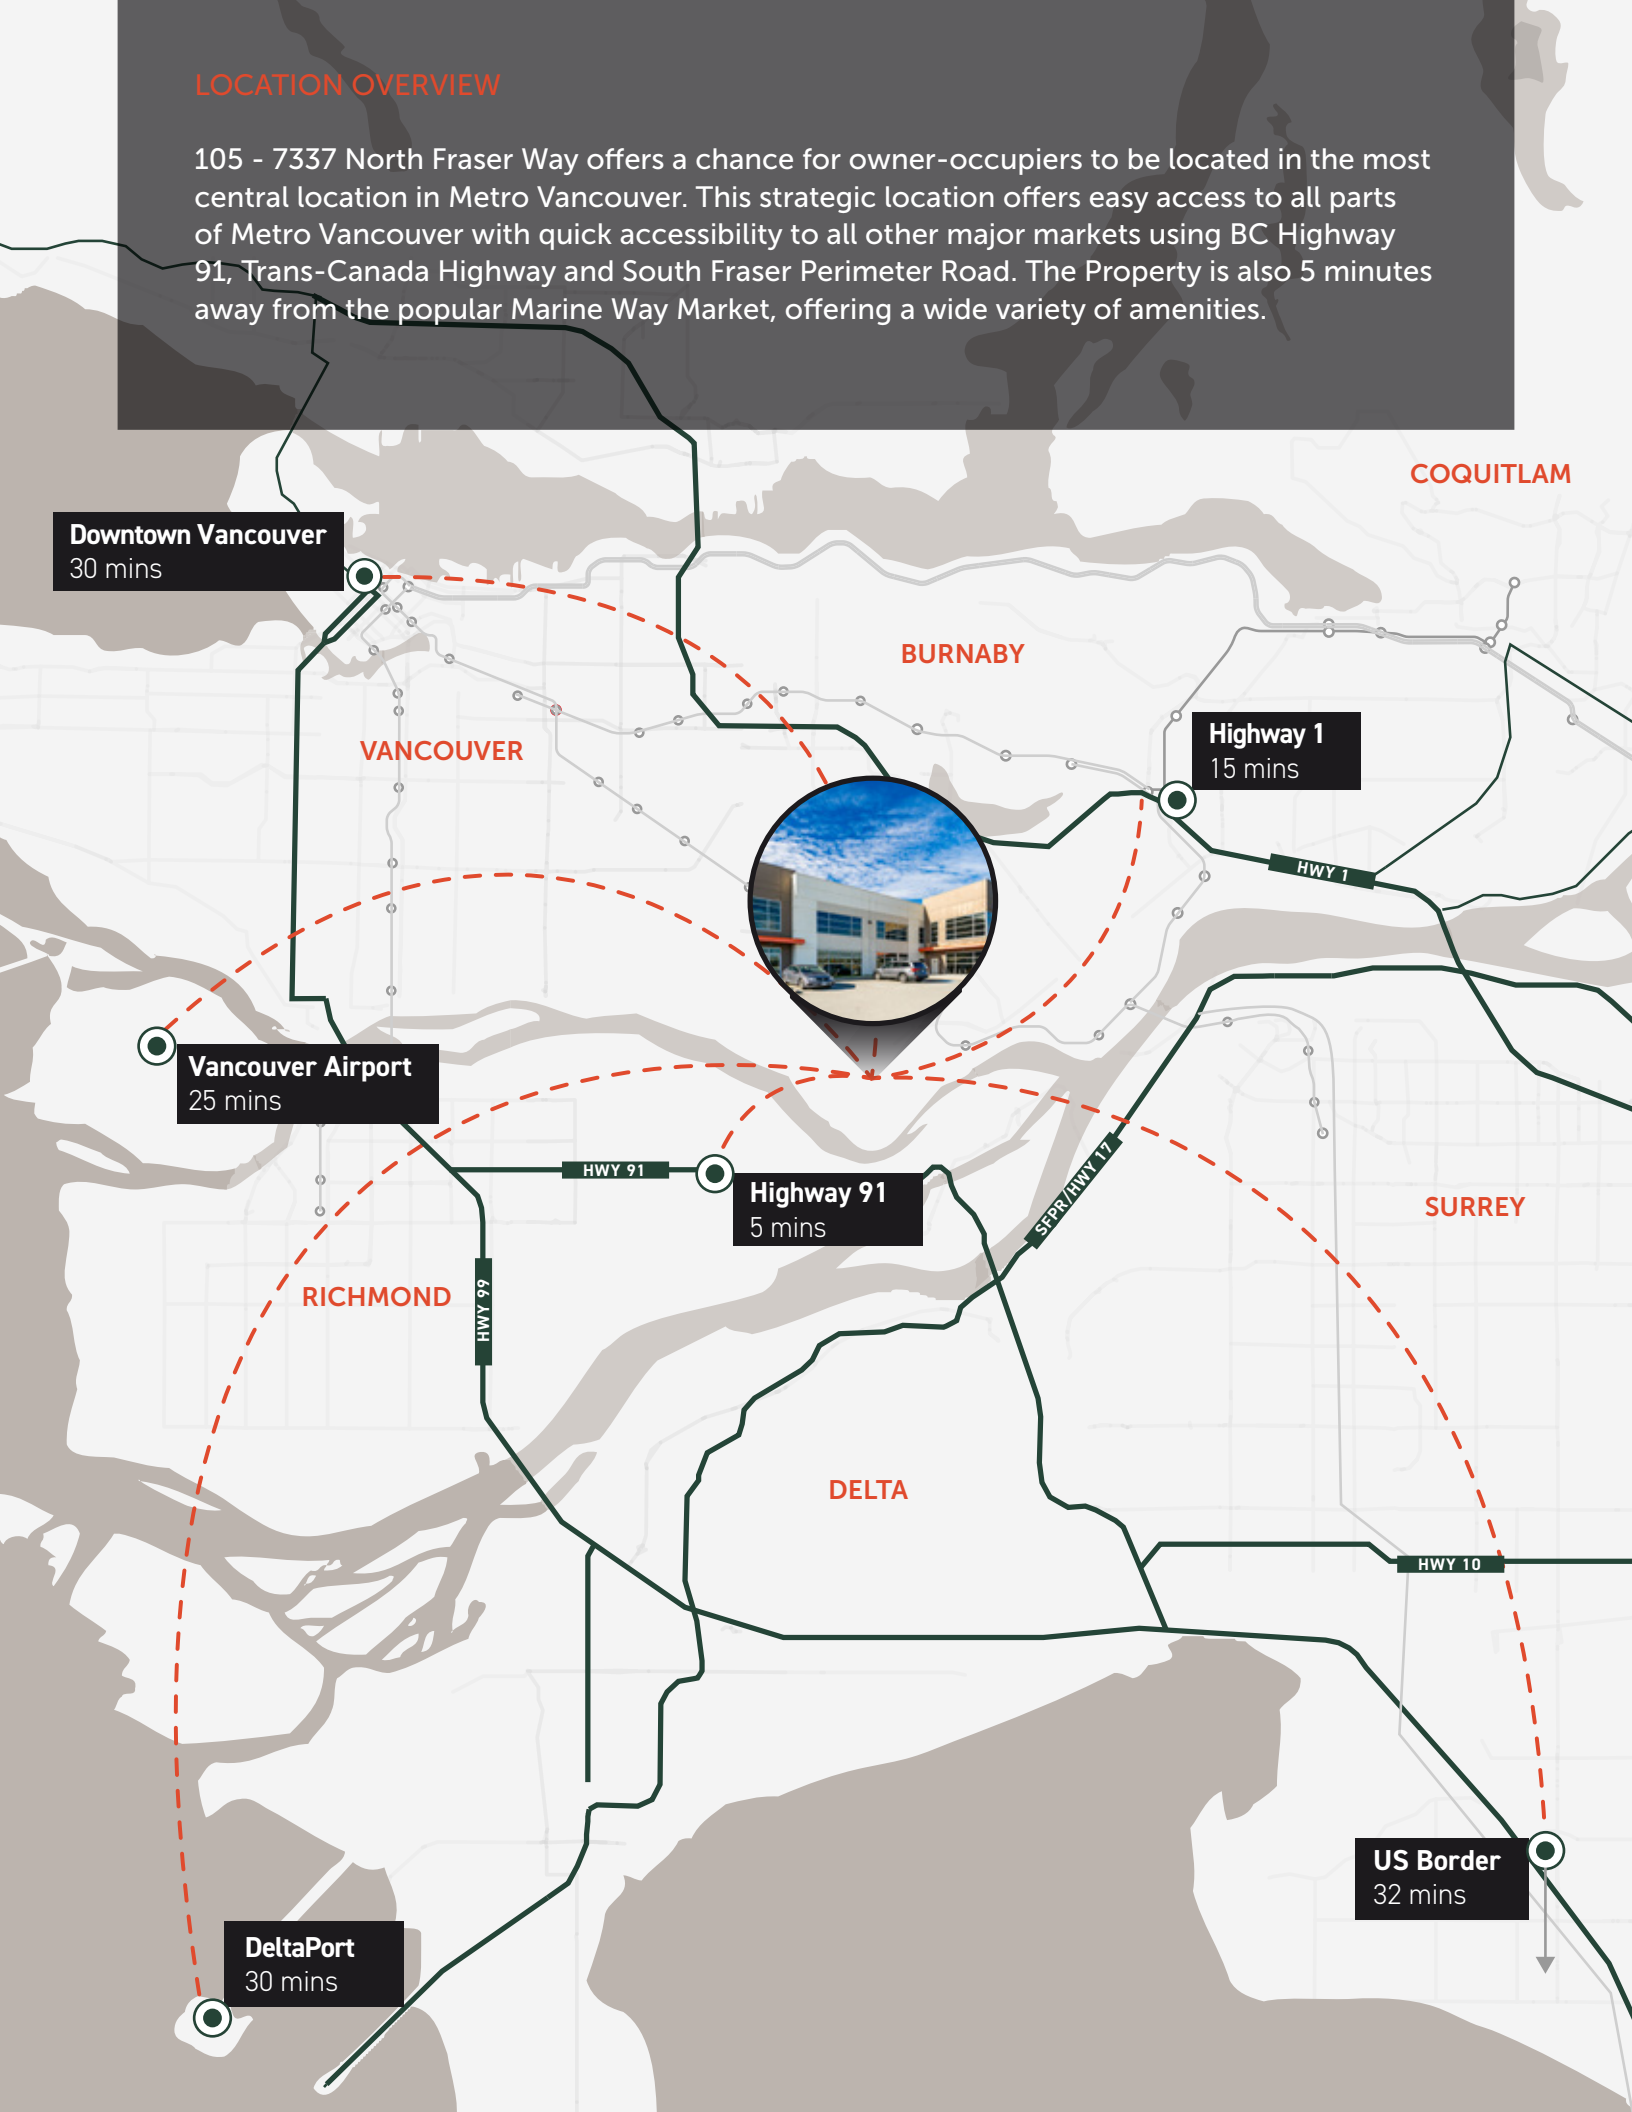 LOCATION OVERVIEW
105 - 7337 North Fraser Way offers a chance for owner-occupiers to be located in the most
central location in Metro Vancouver. This strategic location offers easy access to all parts
of Metro Vancouver with quick accessibility to all other major markets using BC Highway
91, Trans-Canada Highway and South Fraser Perimeter Road. The Property is also 5 minutes
away from the popular Marine Way Market, offering a wide variety of amenities.
COQUITLAM
Downtown Vancouver
30 mins
BURNABY
VANCOUVER
Highway 1
15 mins
HWY 1
Vancouver Airport
25 mins
HWY 91
Highway 91
5 mins
SFPR/HWY 17
SURREY
RICHMOND
HWY 99
DELTA
HWY 10
US Border
32 mins
DeltaPort
30 mins